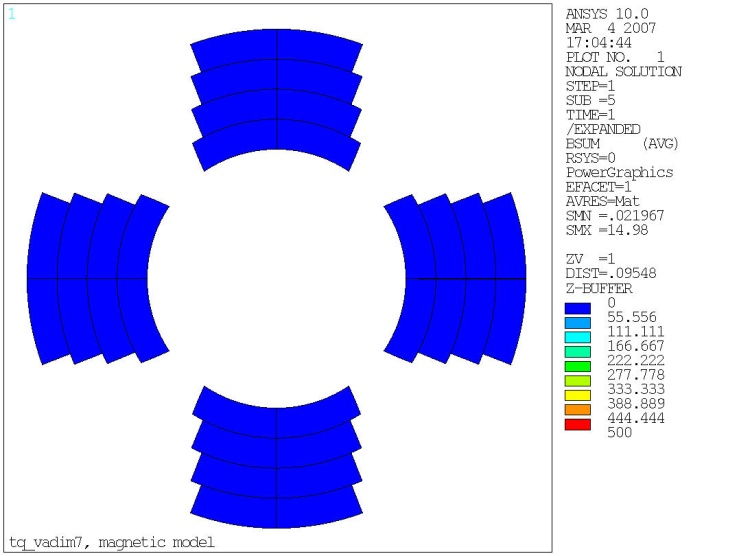 1
ANSYS 10.0
MAR  4 2007
17:04:44
PLOT NO.   1
NODAL SOLUTION
STEP=1
SUB =5
TIME=1
/EXPANDED
BSUM     (AVG)
RSYS=0
PowerGraphics
EFACET=1
AVRES=Mat
SMN =.021967
SMX =14.98
ZV  =1
DIST=.09548
Z-BUFFER
0
55.556
111.111
166.667
222.222
277.778
333.333
388.889
444.444
500
tq_vadim7, magnetic model